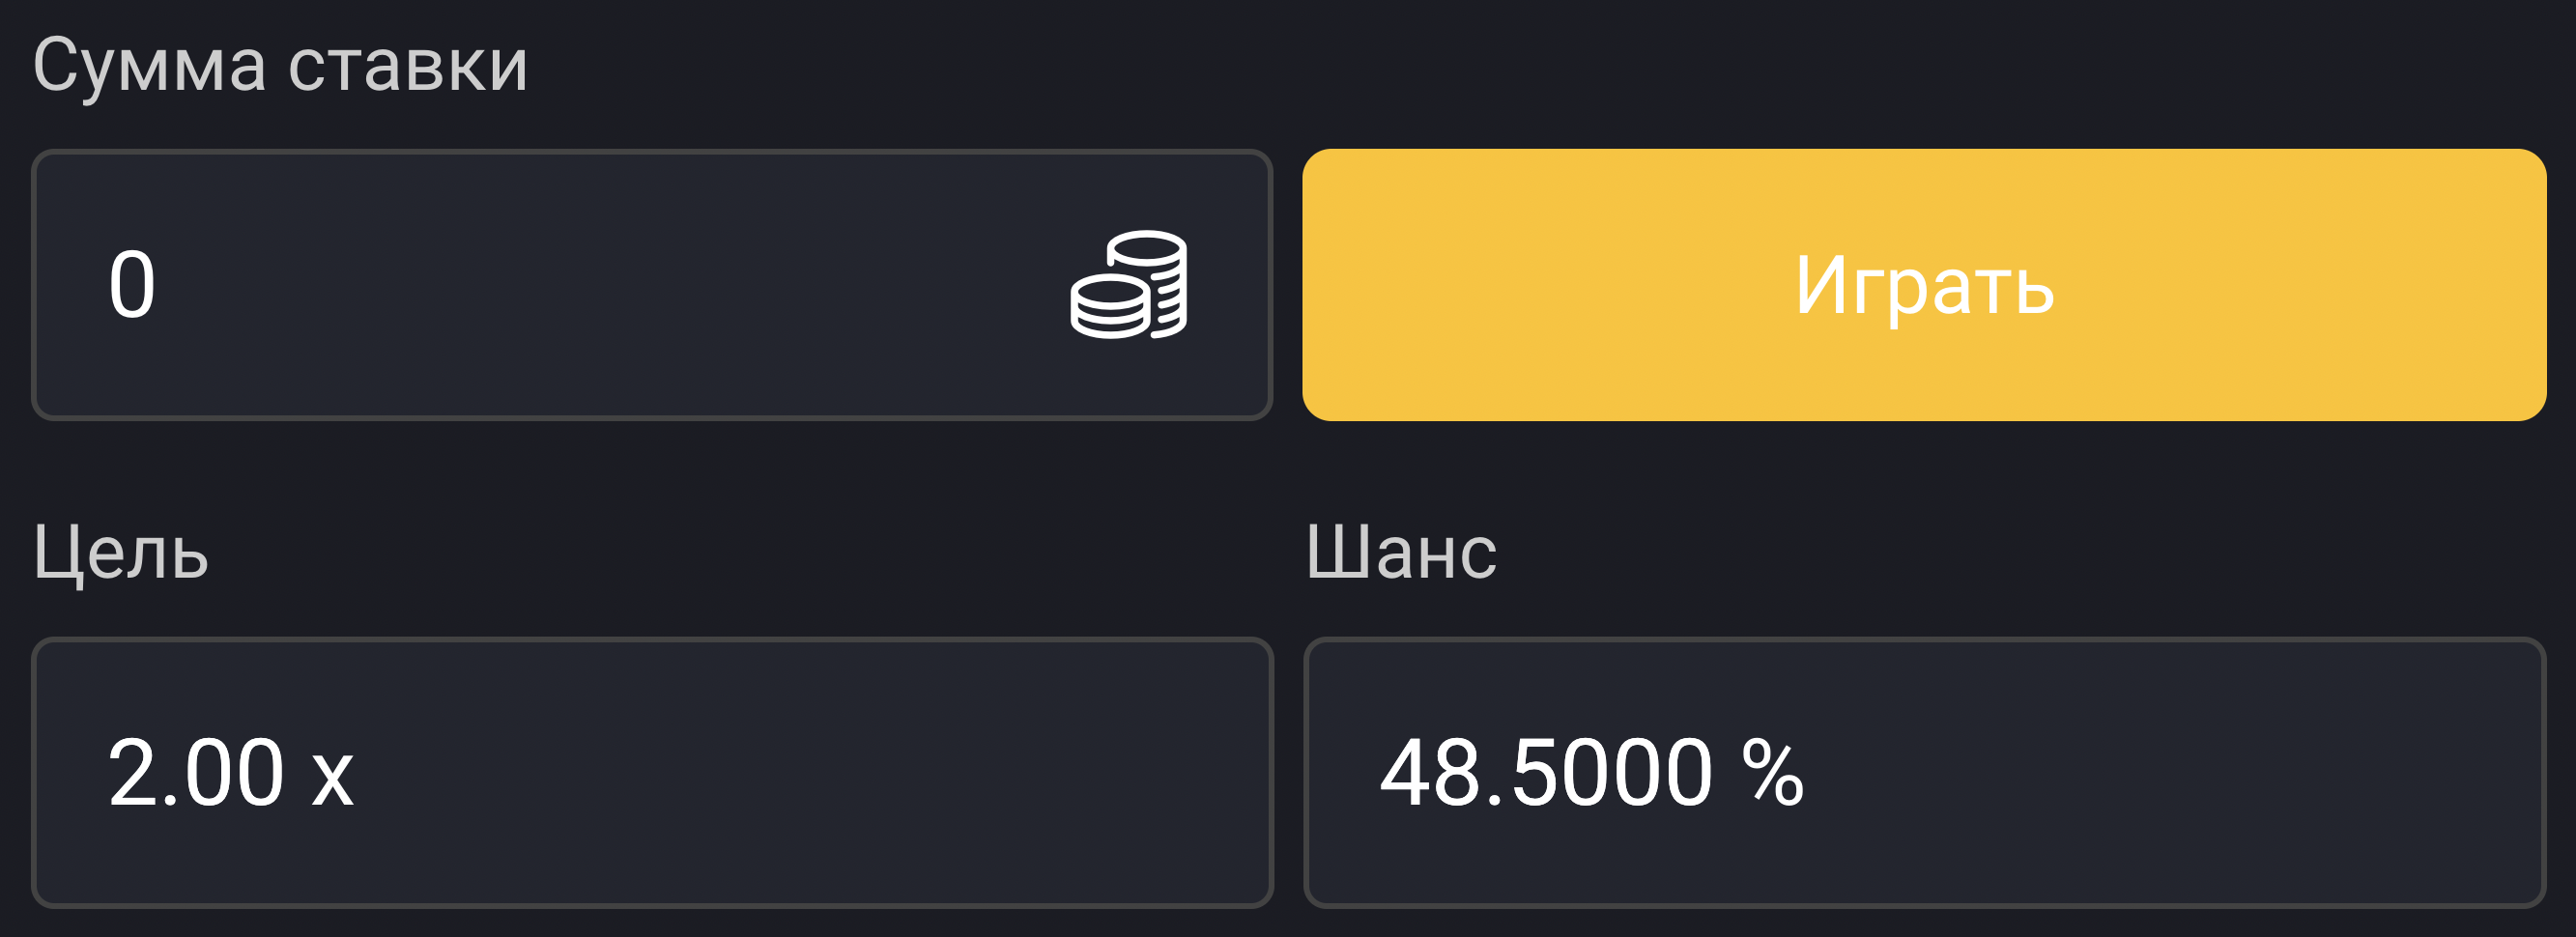 Сумма ставки
0
Играть
Цель
Шанс
2.00 x
48.5000 %